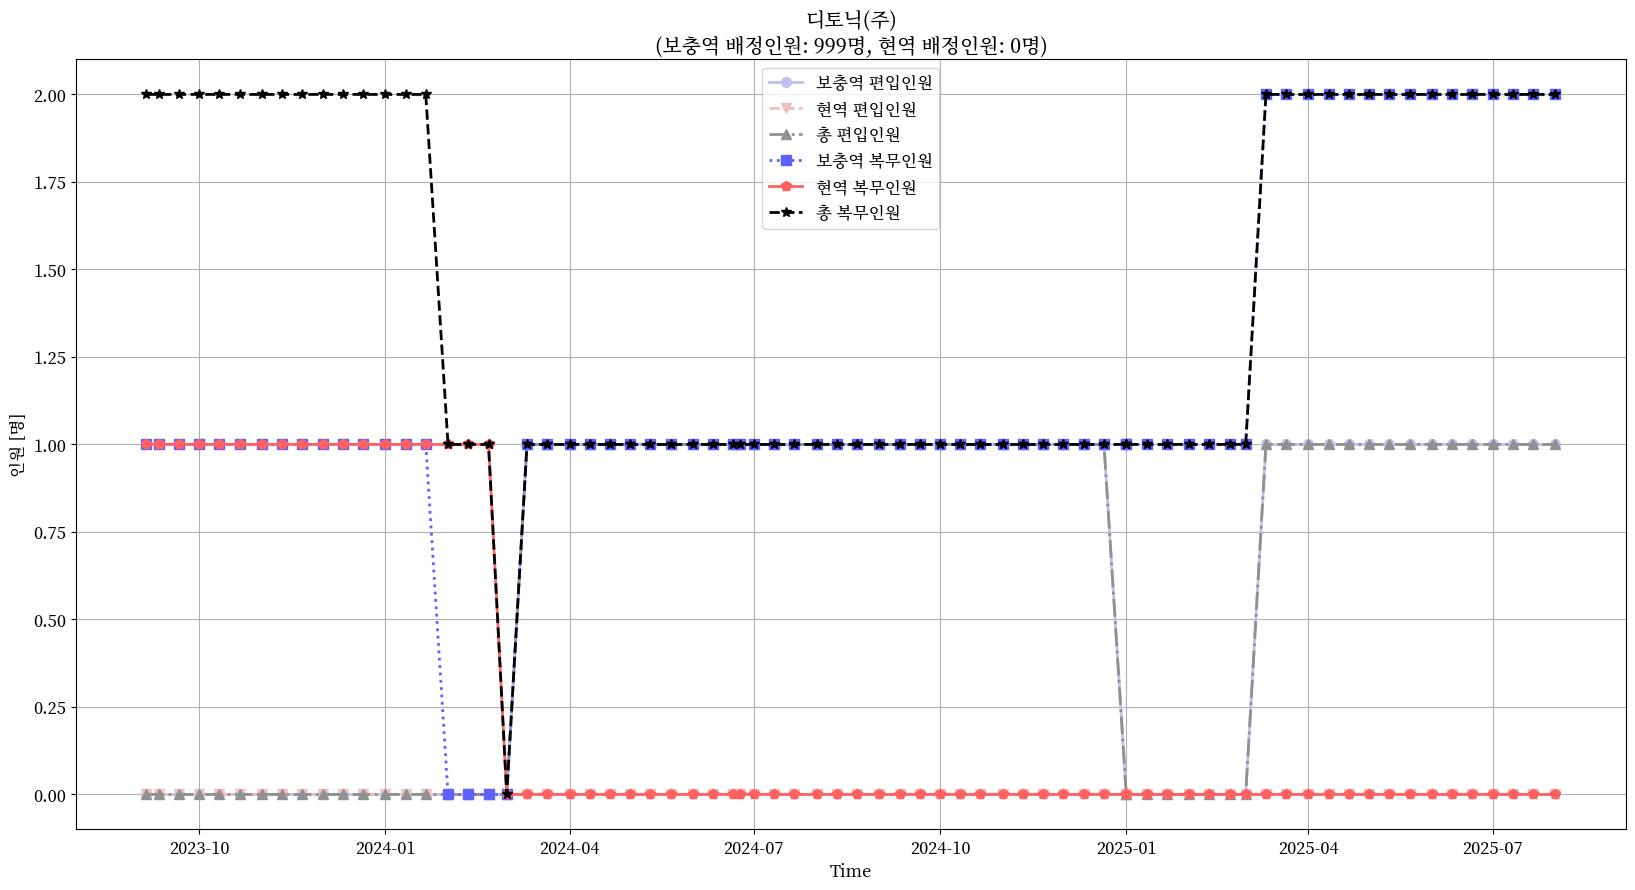 디토닉(주)
(보충역 배정인원: 999명, 현역 배정인원: 0명)
보충역 편입인원
현역 편입인원
총 편입인원
보충역 복무인원
현역 복무인원
총 복무인원
인원 [명]
2.00
1.75
1.50
1.25
1.00
0.75
0.50
0.25
0.00
2023-10
2024-01
2024-04
2024-07
2024-10
2025-01
2025-04
2025-07
Time